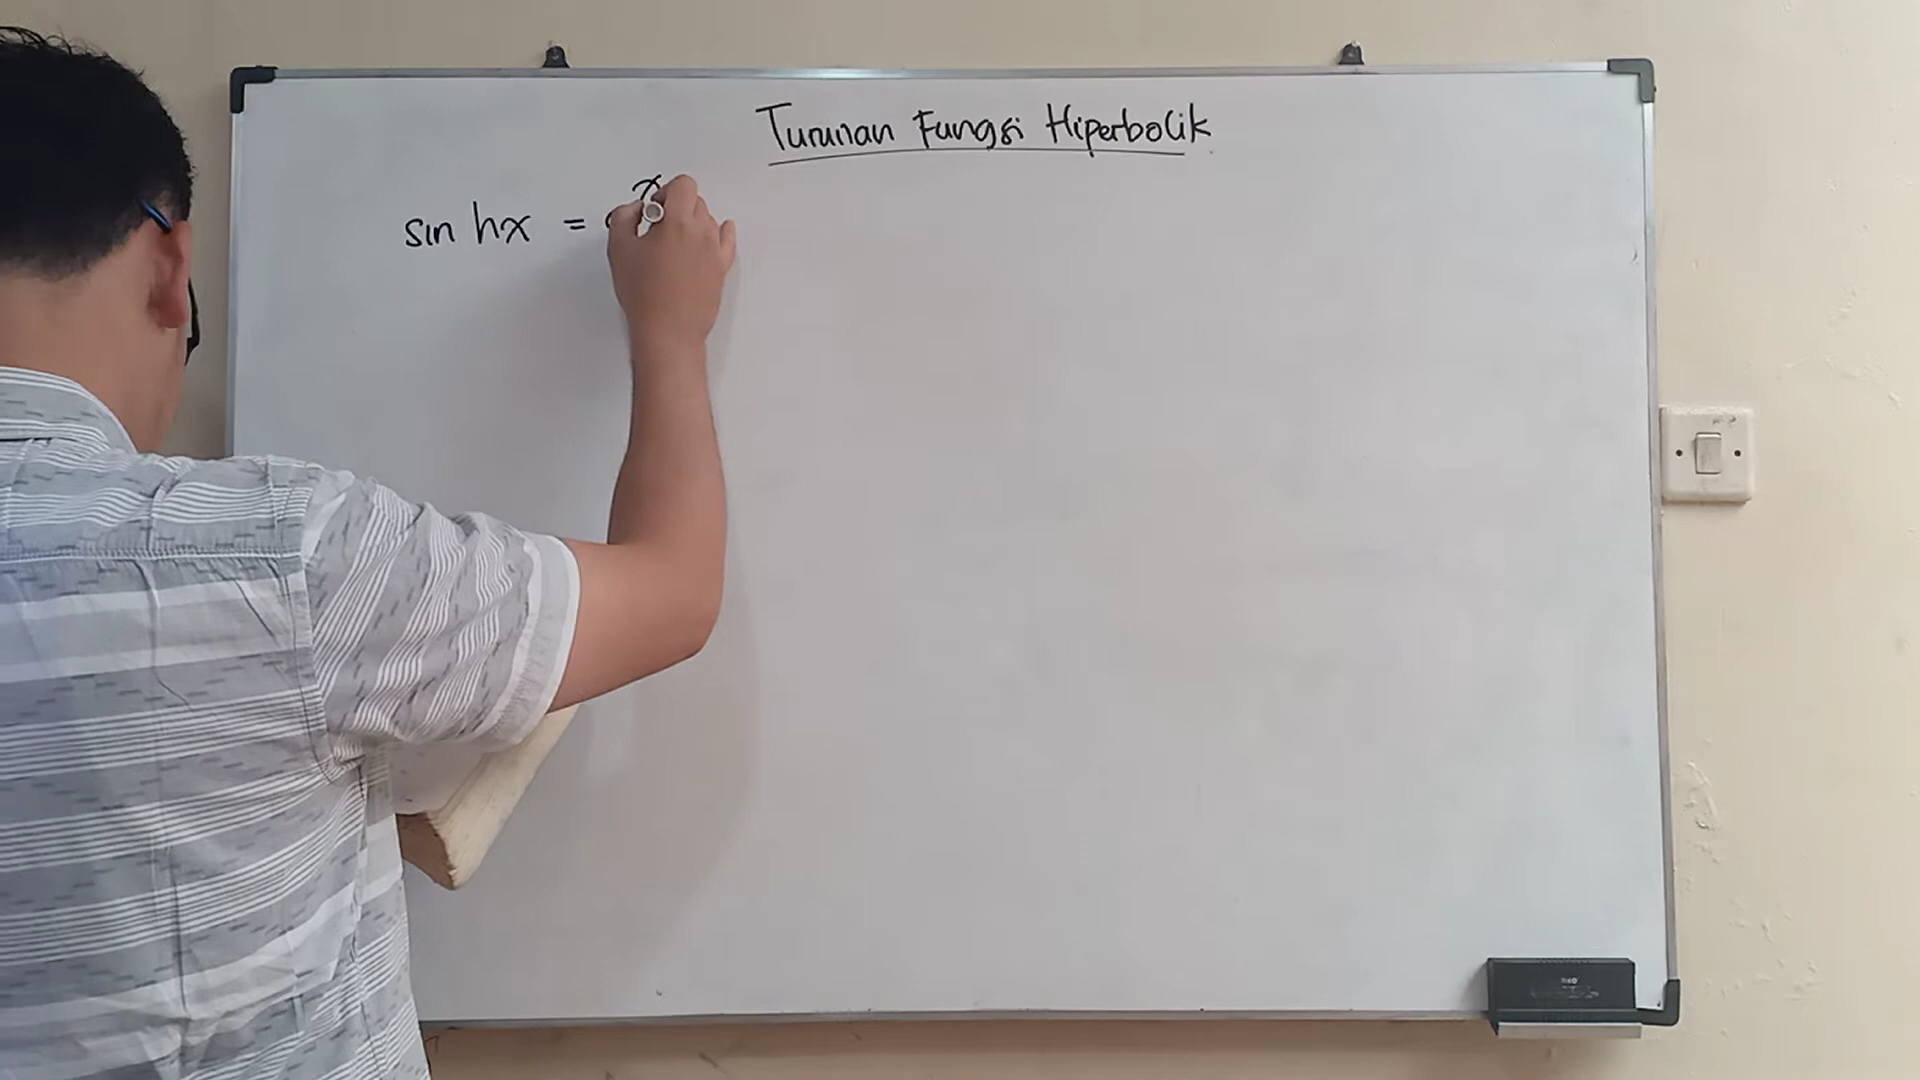 Turunan Fungsi Hiperbolik
sin hx =